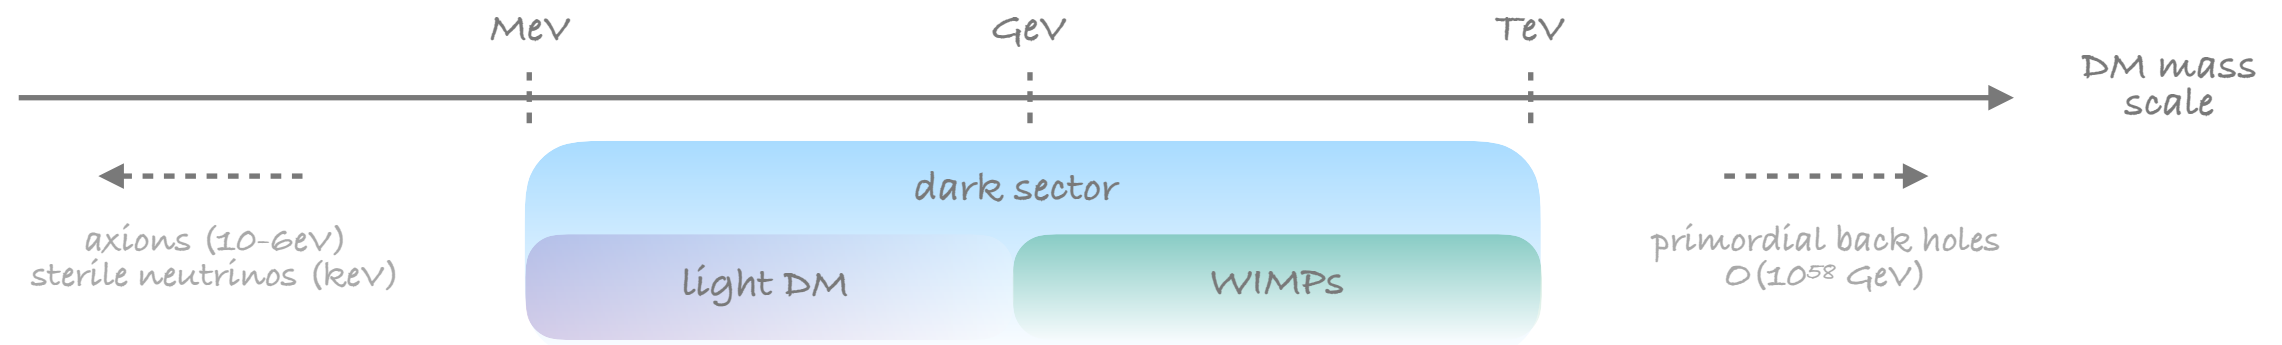 MeV
GeV
TeV
DM mass
scale
dark sector
axions (10-6eV)
sterile neutrinos (keV)
light DM
WIMPs
primordial back holes
O(10⁵⁸ GeV)